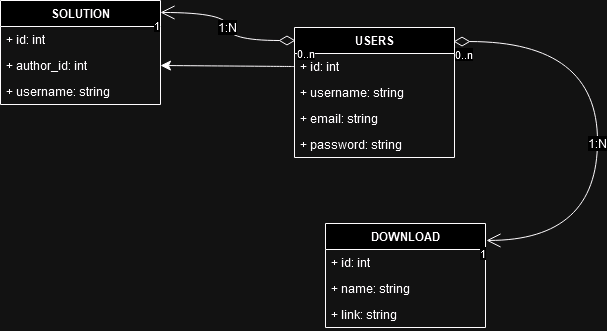 SOLUTION
1
+ id: int
+ author_id: int
+ username: string
1:N
USERS
0..n
0..n
+ id: int
+ username: string
+ email: string
+ password: string
1:N
DOWNLOAD
1
+ id: int
+ name: string
+ link: string